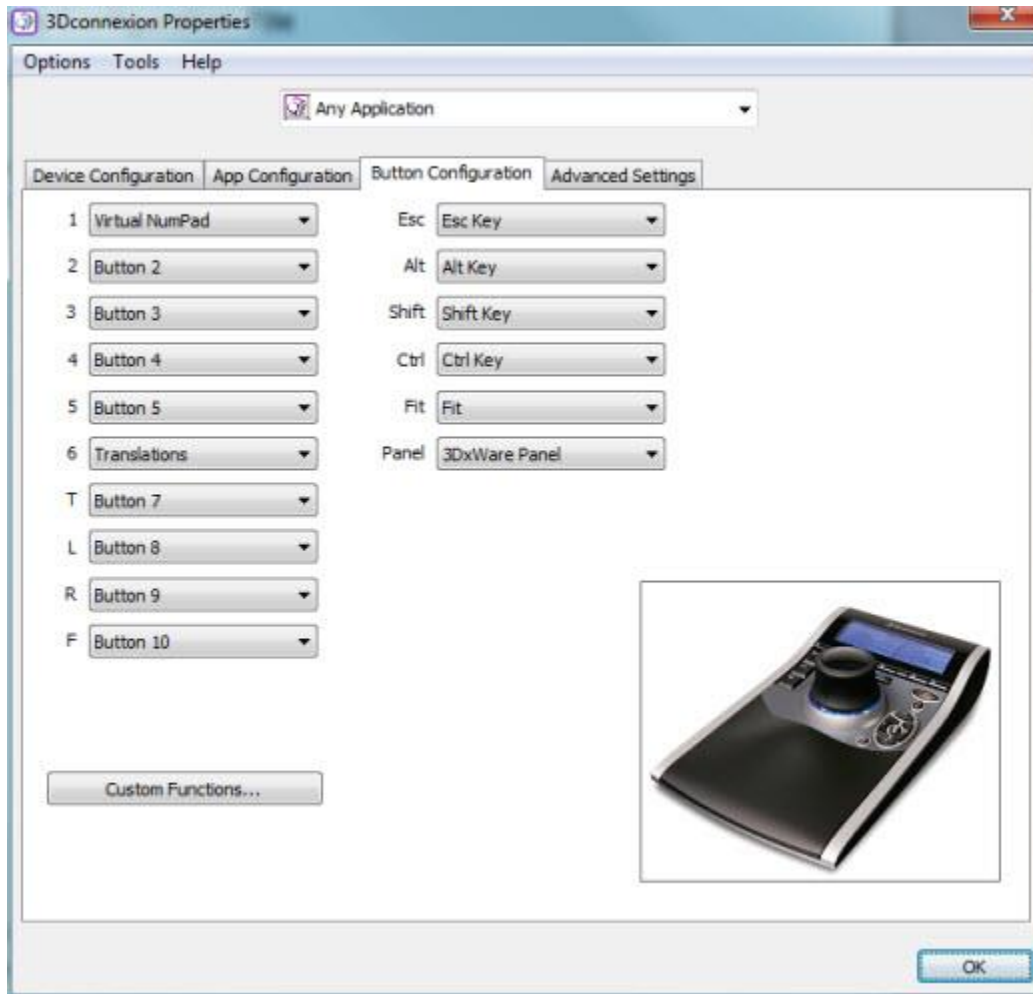 3Dconnexion Properties
Options Tools Help
Any Application
Device Configuration App Configuration Button Configuration Advanced Settings
1 Virtual NumPad Esc Esc Key
2 Button 2 Alt Alt Key
3 Button 3 Shift Shift Key
4 Button 4 Ctrl Ctrl Key
5 Button 5 Fit Fit
6 Translations Panel 3DxWare Panel
T Button 7
L Button 8
R Button 9
F Button 10
Custom Functions...
OK